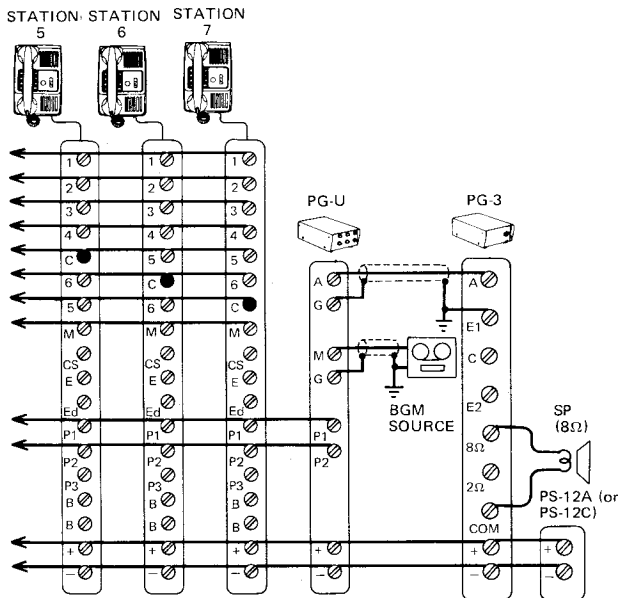 STATION
5
STATION
6
STATION
7
1
2
3
4
C
6
5
M
CS
E
Ed
P1
P2
P3
B
B
+
−
1
2
3
4
5
C
6
M
CS
E
Ed
P1
P2
P3
B
B
+
−
1
2
3
4
5
6
C
M
CS
E
Ed
P1
P2
P3
B
B
+
−
PG-U
A
G
M
G
P1
P2
+
−
BGM
SOURCE
PG-3
A
E1
C
E2
8Ω
2Ω
COM
+
−
SP
(8Ω)
PS-12A (or
PS-12C)
+
−